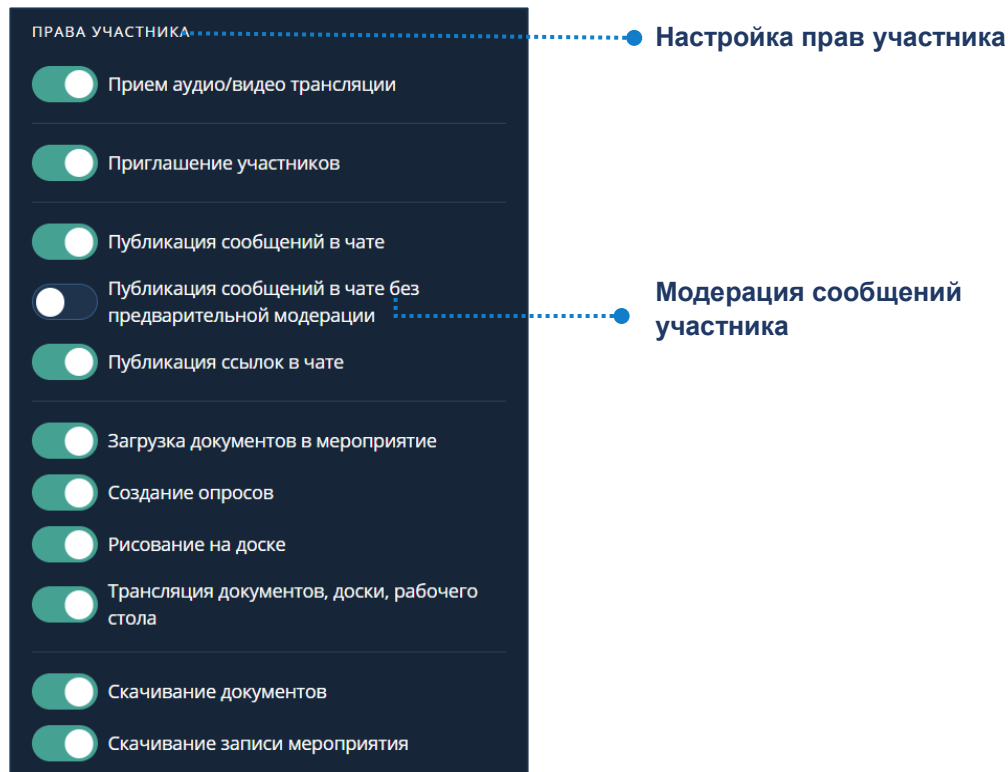 ПРАВА УЧАСТНИКА
Настройка прав участника
Прием аудио/видео трансляции
Приглашение участников
Публикация сообщений в чате
Публикация сообщений в чате без
предварительной модерации
Модерация сообщений
участника
Публикация ссылок в чате
Загрузка документов в мероприятие
Создание опросов
Рисование на доске
Трансляция документов, доски, рабочего
стола
Скачивание документов
Скачивание записи мероприятия